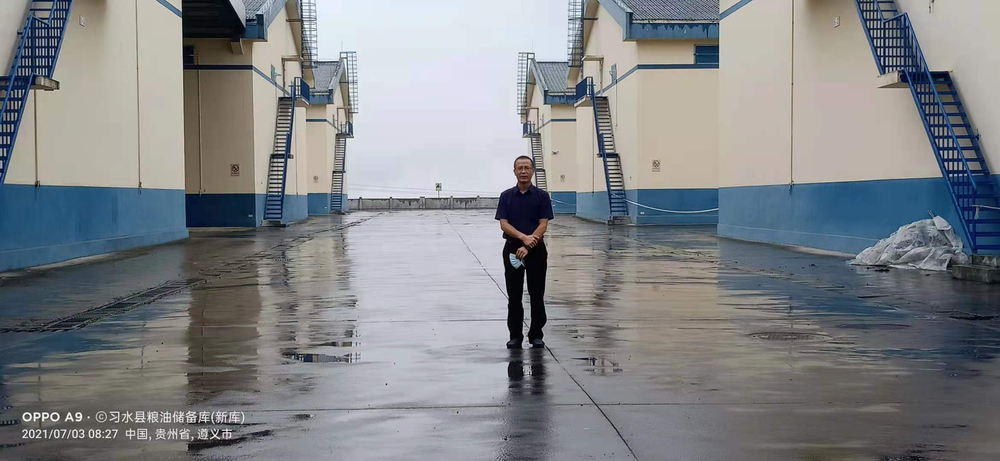 OPPO A9 · ©习水县粮油储备库(新库)
2021/07/03 08:27 中国, 贵州省, 遵义市